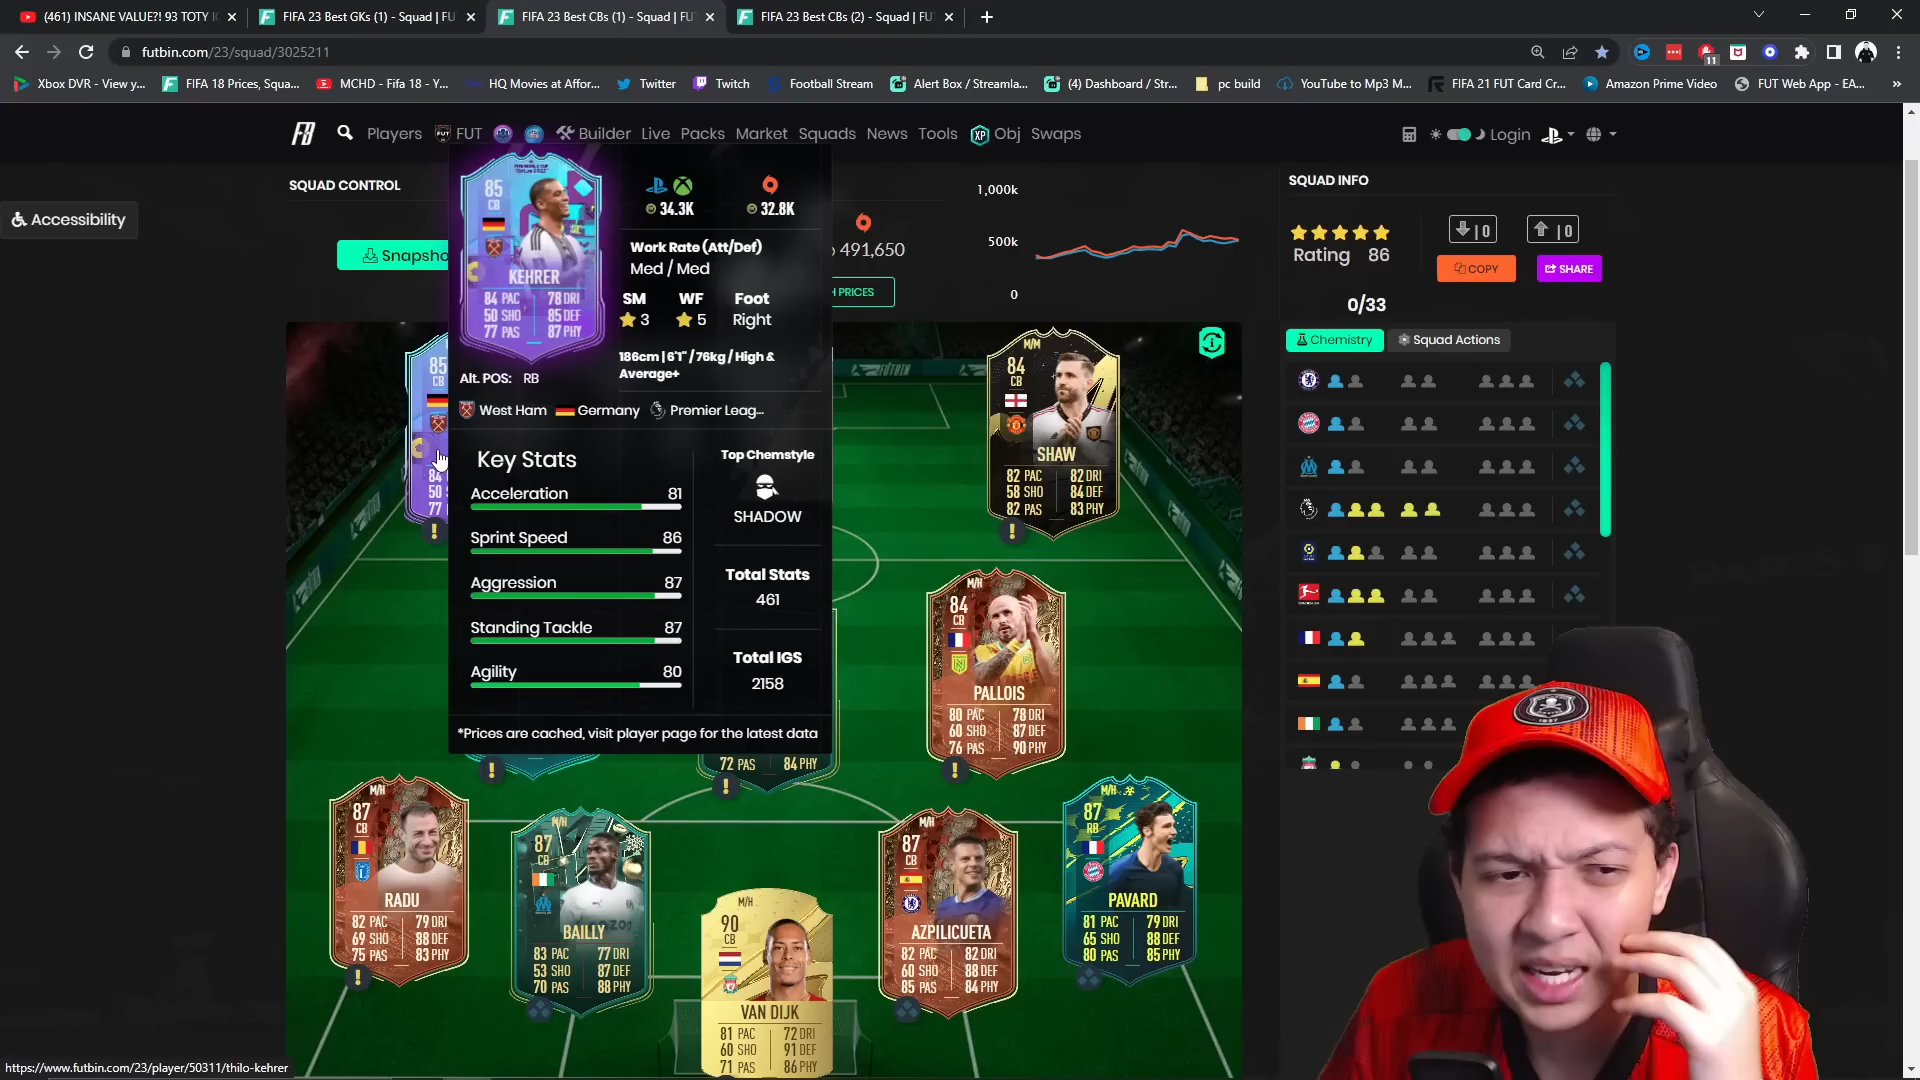 (461) INSANE VALUE?! 93 TOTY IC
FIFA 23 Best GKs (1) - Squad | FU
FIFA 23 Best CBs (1) - Squad | FU
FIFA 23 Best CBs (2) - Squad | FU
futbin.com/23/squad/3025211
11
Xbox DVR - View y...
FIFA 18 Prices, Squa...
MCHD - Fifa 18 - Y...
HQ Movies at Affor...
Twitter
Twitch
Football Stream
Alert Box / Streamla...
(4) Dashboard / Str...
pc build
YouTube to Mp3 M...
FIFA 21 FUT Card Cr...
Amazon Prime Video
FUT Web App - EA...
Players
FUT
Builder
Live
Packs
Market
Squads
News
Tools
XP
Obj
Swaps
Login
SQUAD CONTROL
Accessibility
Snapsho
491,650
H PRICES
1,000k
500k
0
SQUAD INFO
Rating 86
|0
|0
COPY
SHARE
0/33
Chemistry
Squad Actions
85
CB
KEHRER
84 PAC
50 SHO
77 PAS
78 DRI
85 DEF
87 PHY
34.3K
32.8K
Work Rate (Att/Def)
Med / Med
SM
WF
Foot
3
5
Right
186cm | 6'1" / 76kg / High &
Average+
Alt. POS: RB
West Ham
Germany
Premier Leag...
Key Stats
Acceleration 81
Sprint Speed 86
Aggression 87
Standing Tackle 87
Agility 80
Top Chemstyle
SHADOW
Total Stats
461
Total IGS
2158
*Prices are cached, visit player page for the latest data
85
CB
84
50
77
M/M
84
CB
SHAW
82 PAC
58 SHO
82 PAS
82 DRI
84 DEF
83 PHY
M/H
84
CB
PALLOIS
80 PAC
60 SHO
76 PAS
78 DRI
87 DEF
90 PHY
72 PAS
84 PHY
M/H
87
CB
RADU
82 PAC
69 SHO
75 PAS
79 DRI
88 DEF
83 PHY
M/H
87
CB
BAILLY
83 PAC
53 SHO
70 PAS
77 DRI
87 DEF
88 PHY
M/H
90
CB
VAN DIJK
81 PAC
60 SHO
71 PAS
72 DRI
91 DEF
86 PHY
M/H
87
CB
AZPILICUETA
82 PAC
60 SHO
85 PAS
82 DRI
88 DEF
84 PHY
M/H
87
RB
PAVARD
81 PAC
65 SHO
80 PAS
79 DRI
88 DEF
85 PHY
https://www.futbin.com/23/player/50311/thilo-kehrer